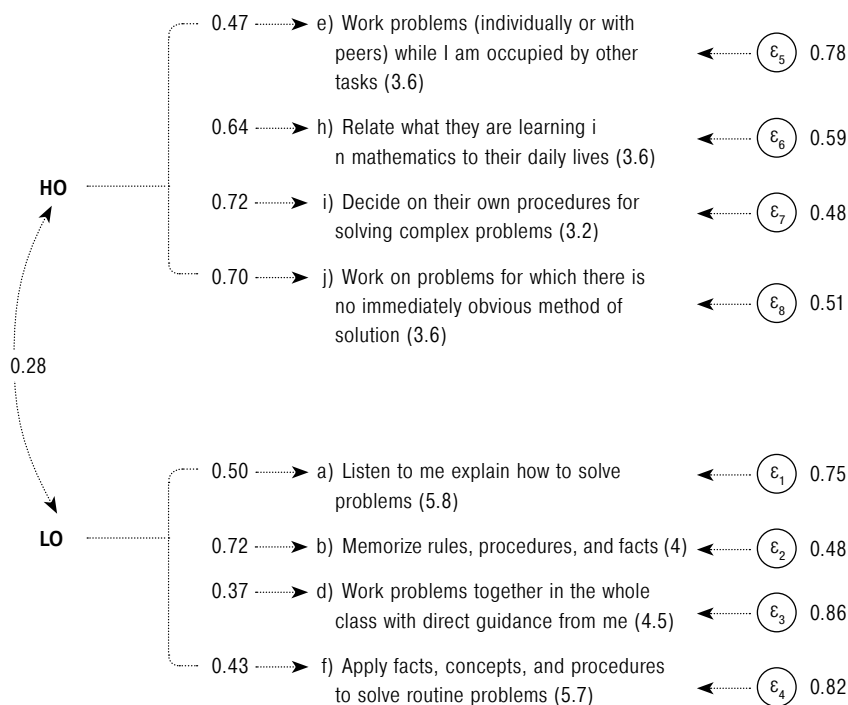 0.47 e) Work problems (individually or with
peers) while I am occupied by other
tasks (3.6)
ε5 0.78
0.64 h) Relate what they are learning i
n mathematics to their daily lives (3.6)
ε6 0.59
HO
0.72 i) Decide on their own procedures for
solving complex problems (3.2)
ε7 0.48
0.70 j) Work on problems for which there is
no immediately obvious method of
solution (3.6)
ε8 0.51
0.28
0.50 a) Listen to me explain how to solve
problems (5.8)
ε1 0.75
LO
0.72 b) Memorize rules, procedures, and facts (4)
ε2 0.48
0.37 d) Work problems together in the whole
class with direct guidance from me (4.5)
ε3 0.86
0.43 f) Apply facts, concepts, and procedures
to solve routine problems (5.7)
ε4 0.82